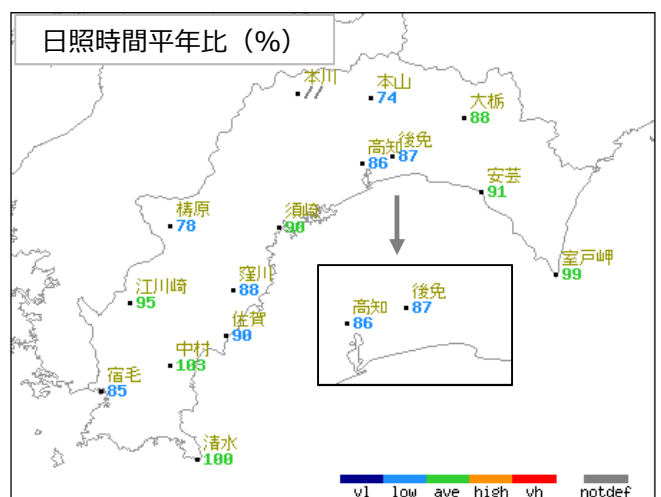 日照時間平年比（%）
本川
//
本山
74
大栃
88
高知
86
後免
87
安芸
91
室戸岬
99
梼原
78
須崎
90
窪川
88
江川崎
95
佐賀
90
中村
103
宿毛
85
清水
100
高知
86
後免
87
vl low ave high vh notdef